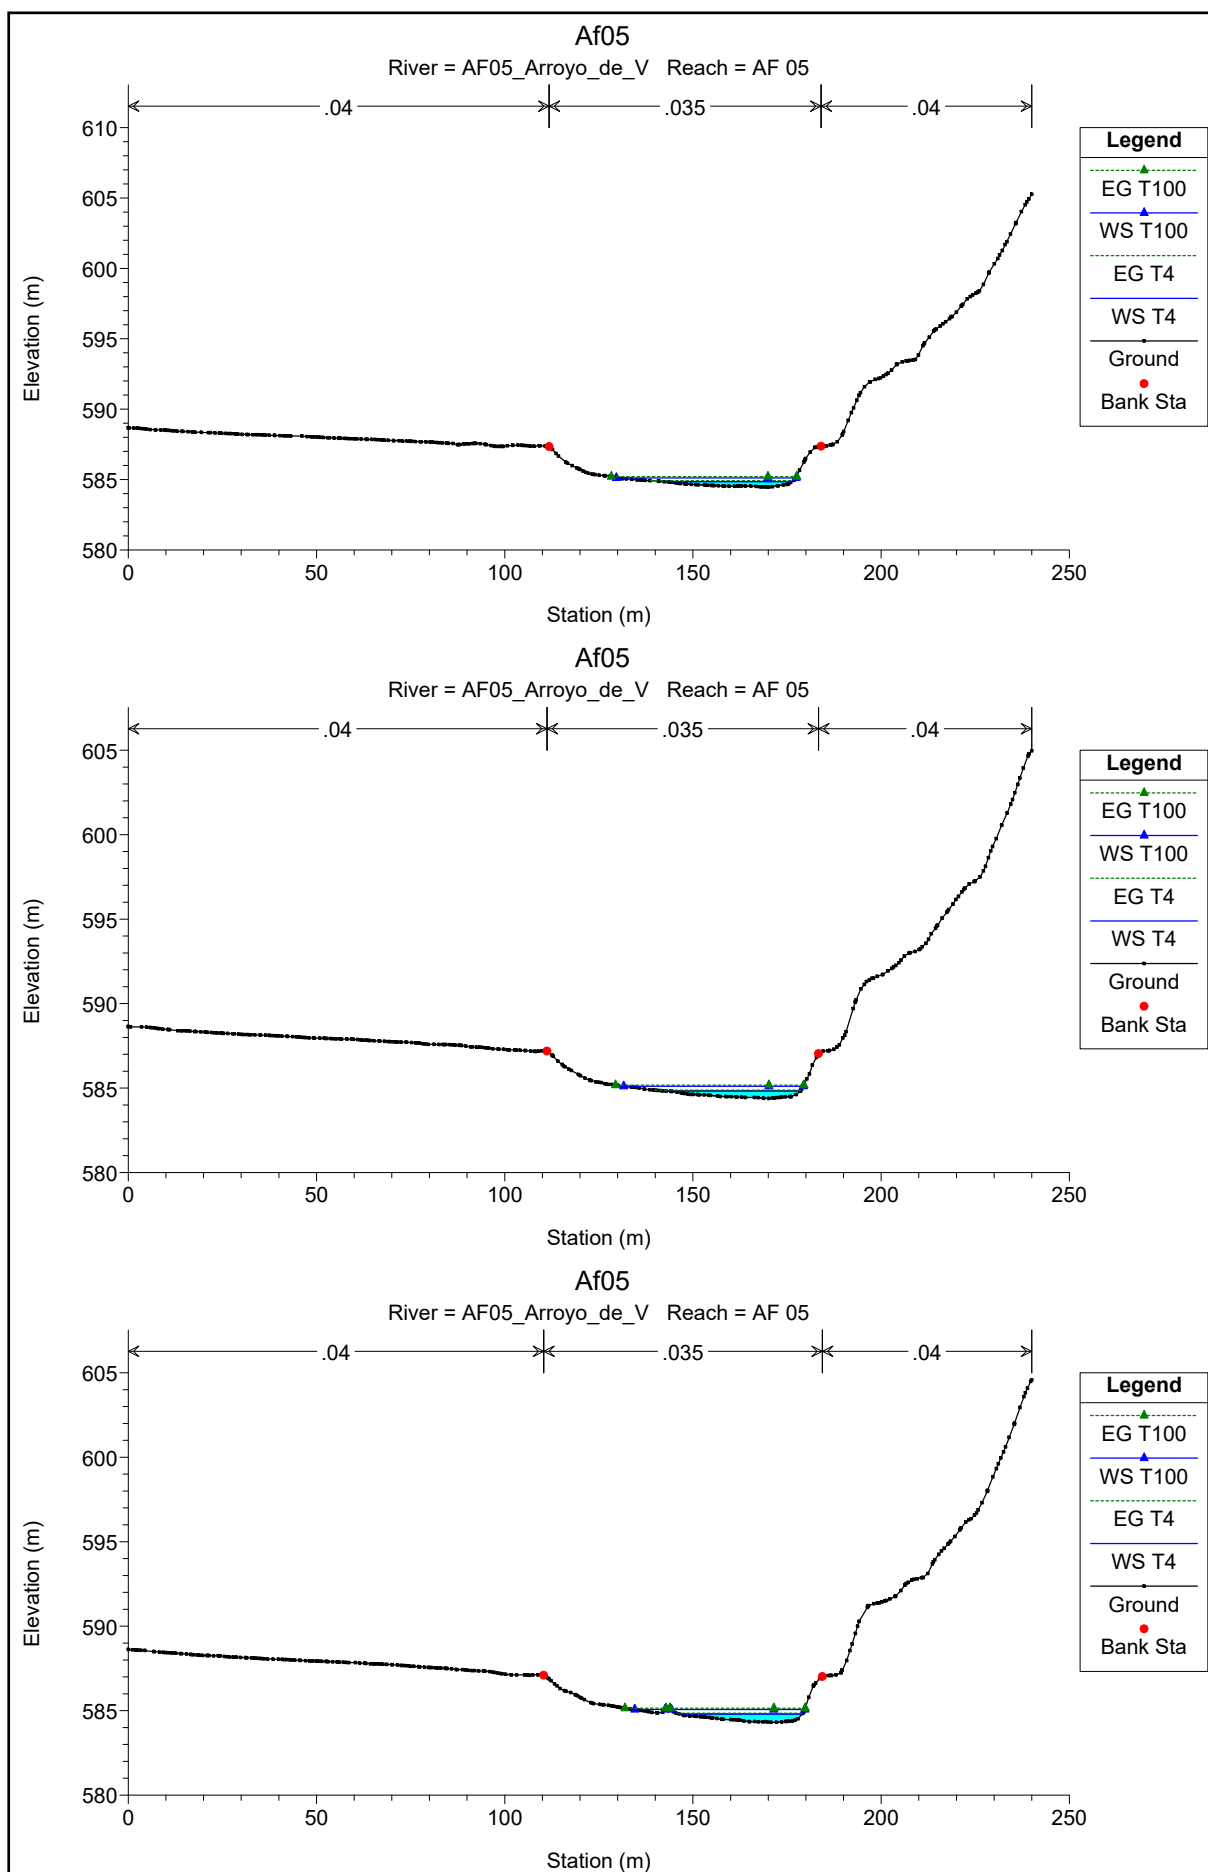 Af05
River = AF05_Arroyo_de_V Reach = AF 05
.04 .035 .04
610
605
600
595
590
585
580
0 50 100 150 200 250
Elevation (m)
Station (m)
Legend
EG T100
WS T100
EG T4
WS T4
Ground
Bank Sta
Af05
River = AF05_Arroyo_de_V Reach = AF 05
.04 .035 .04
605
600
595
590
585
580
0 50 100 150 200 250
Elevation (m)
Station (m)
Legend
EG T100
WS T100
EG T4
WS T4
Ground
Bank Sta
Af05
River = AF05_Arroyo_de_V Reach = AF 05
.04 .035 .04
605
600
595
590
585
580
0 50 100 150 200 250
Elevation (m)
Station (m)
Legend
EG T100
WS T100
EG T4
WS T4
Ground
Bank Sta